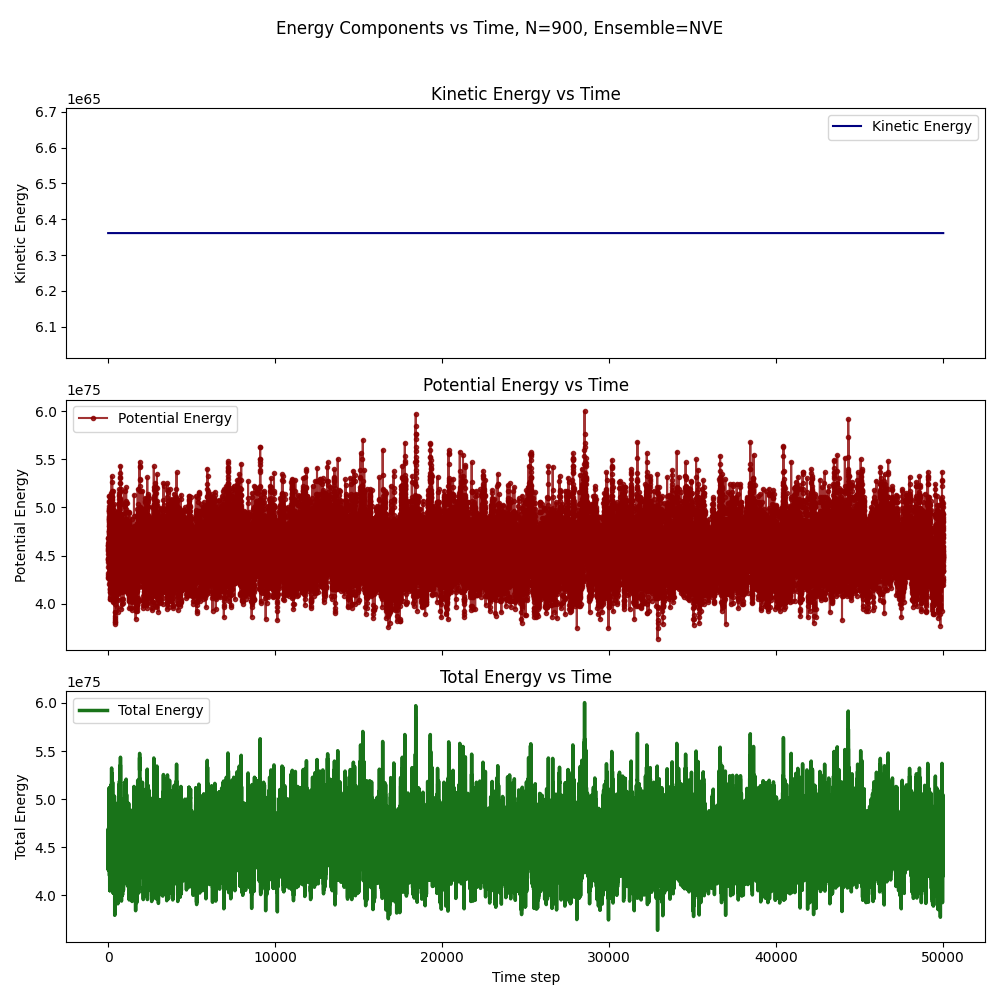 Energy Components vs Time, N=900, Ensemble=NVE
Kinetic Energy vs Time
1e65
6.7
6.6
6.5
6.4
6.3
6.2
6.1
Kinetic Energy
Kinetic Energy
Potential Energy vs Time
1e75
6.0
5.5
5.0
4.5
4.0
Potential Energy
Potential Energy
Total Energy vs Time
1e75
6.0
5.5
5.0
4.5
4.0
Total Energy
Total Energy
0 10000 20000 30000 40000 50000
Time step